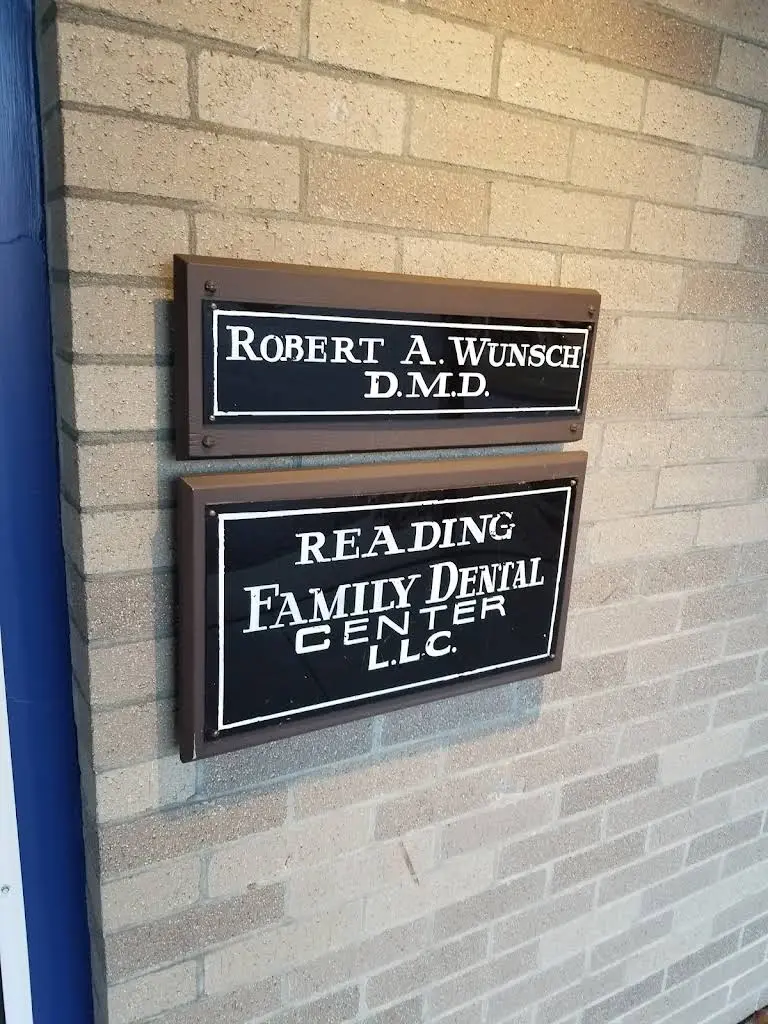 ROBERT A. WUNSCH
D.M.D.
READING
FAMILY DENTAL
CENTER
L.L.C.